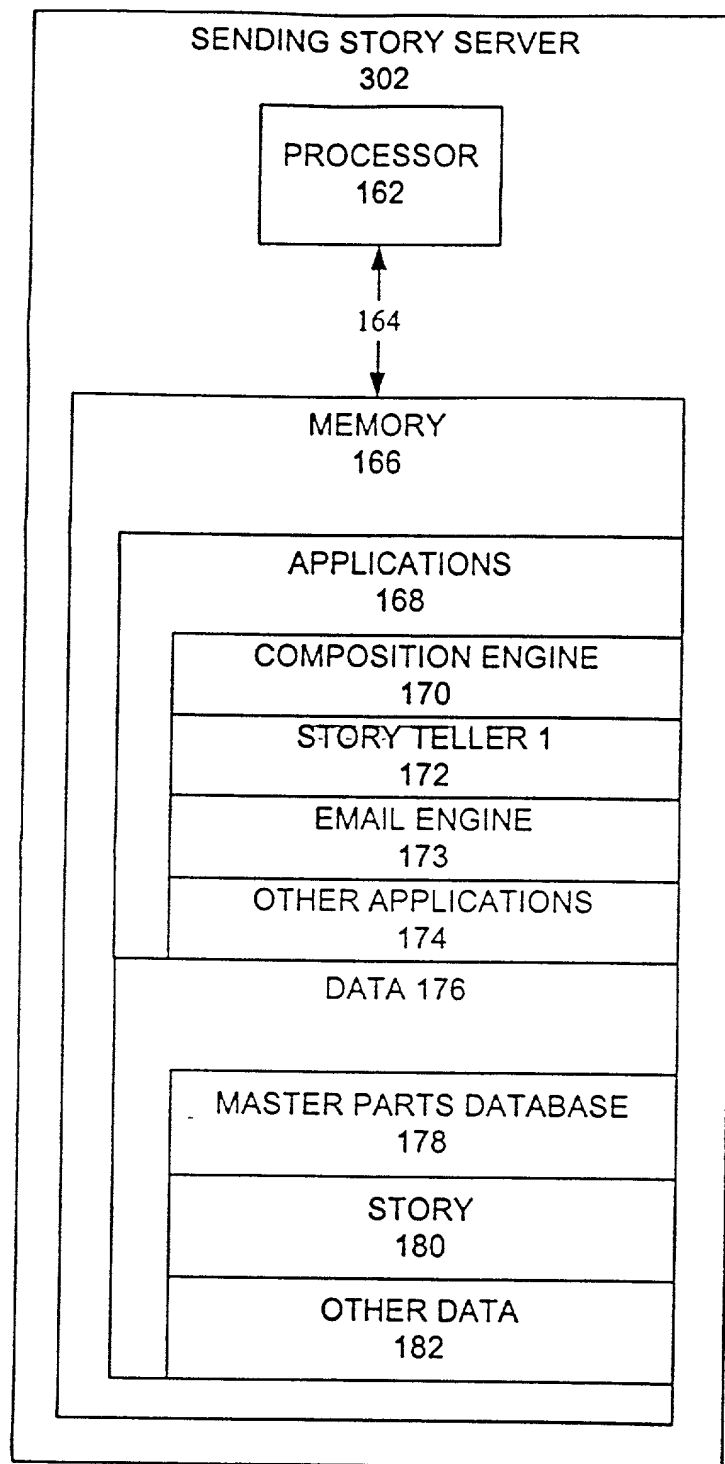 SENDING STORY SERVER
302
PROCESSOR
162
164
MEMORY
166
APPLICATIONS
168
COMPOSITION ENGINE
170
STORY TELLER 1
172
EMAIL ENGINE
173
OTHER APPLICATIONS
174
DATA 176
MASTER PARTS DATABASE
178
STORY
180
OTHER DATA
182